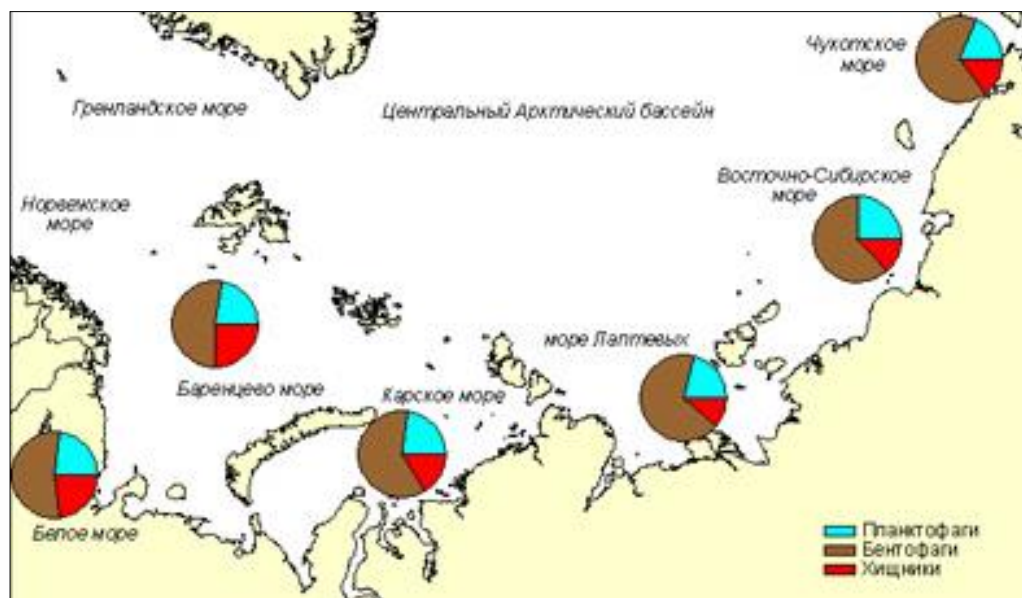 Чукотское
море
Гренландское море
Центральный Арктический бассейн
Восточно-Сибирское
море
Норвежское
море
море Лаптевых
Баренцево море
Карское море
Белое море
Планктофаги
Бентофаги
Хищники